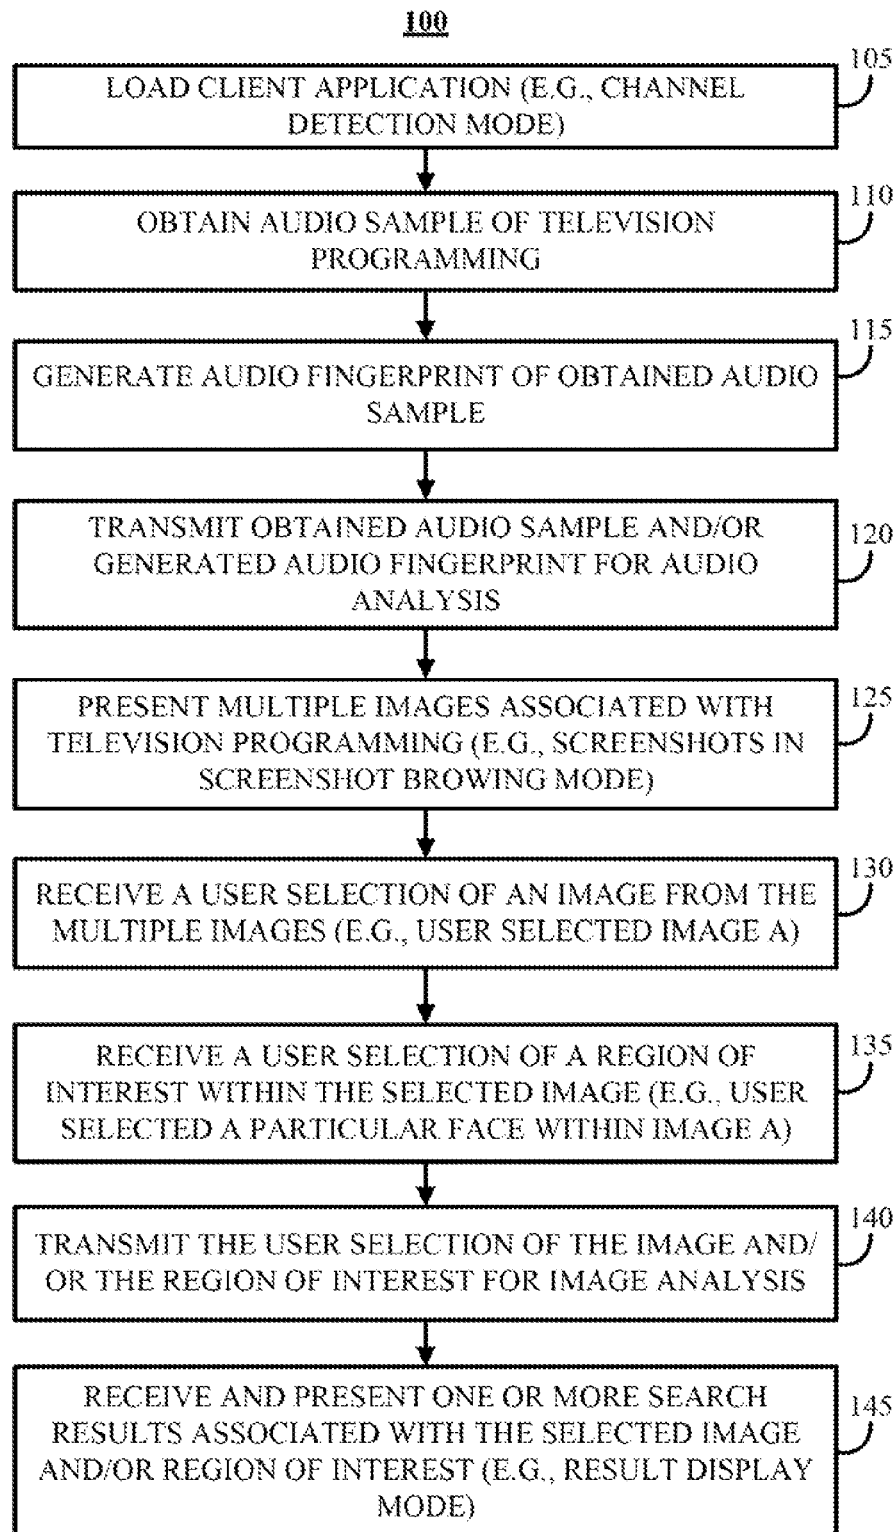 100
105
LOAD CLIENT APPLICATION (E.G., CHANNEL
DETECTION MODE)
110
OBTAIN AUDIO SAMPLE OF TELEVISION
PROGRAMMING
115
GENERATE AUDIO FINGERPRINT OF OBTAINED AUDIO
SAMPLE
120
TRANSMIT OBTAINED AUDIO SAMPLE AND/OR
GENERATED AUDIO FINGERPRINT FOR AUDIO
ANALYSIS
125
PRESENT MULTIPLE IMAGES ASSOCIATED WITH
TELEVISION PROGRAMMING (E.G., SCREENSHOTS IN
SCREENSHOT BROWING MODE)
130
RECEIVE A USER SELECTION OF AN IMAGE FROM THE
MULTIPLE IMAGES (E.G., USER SELECTED IMAGE A)
135
RECEIVE A USER SELECTION OF A REGION OF
INTEREST WITHIN THE SELECTED IMAGE (E.G., USER
SELECTED A PARTICULAR FACE WITHIN IMAGE A)
140
TRANSMIT THE USER SELECTION OF THE IMAGE AND/
OR THE REGION OF INTEREST FOR IMAGE ANALYSIS
145
RECEIVE AND PRESENT ONE OR MORE SEARCH
RESULTS ASSOCIATED WITH THE SELECTED IMAGE
AND/OR REGION OF INTEREST (E.G., RESULT DISPLAY
MODE)